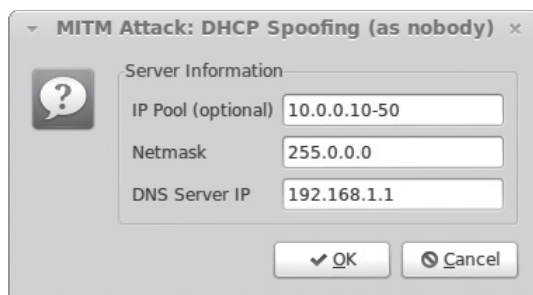 MITM Attack: DHCP Spoofing (as nobody)
Server Information
IP Pool (optional) 10.0.0.10-50
Netmask 255.0.0.0
DNS Server IP 192.168.1.1
OK Cancel